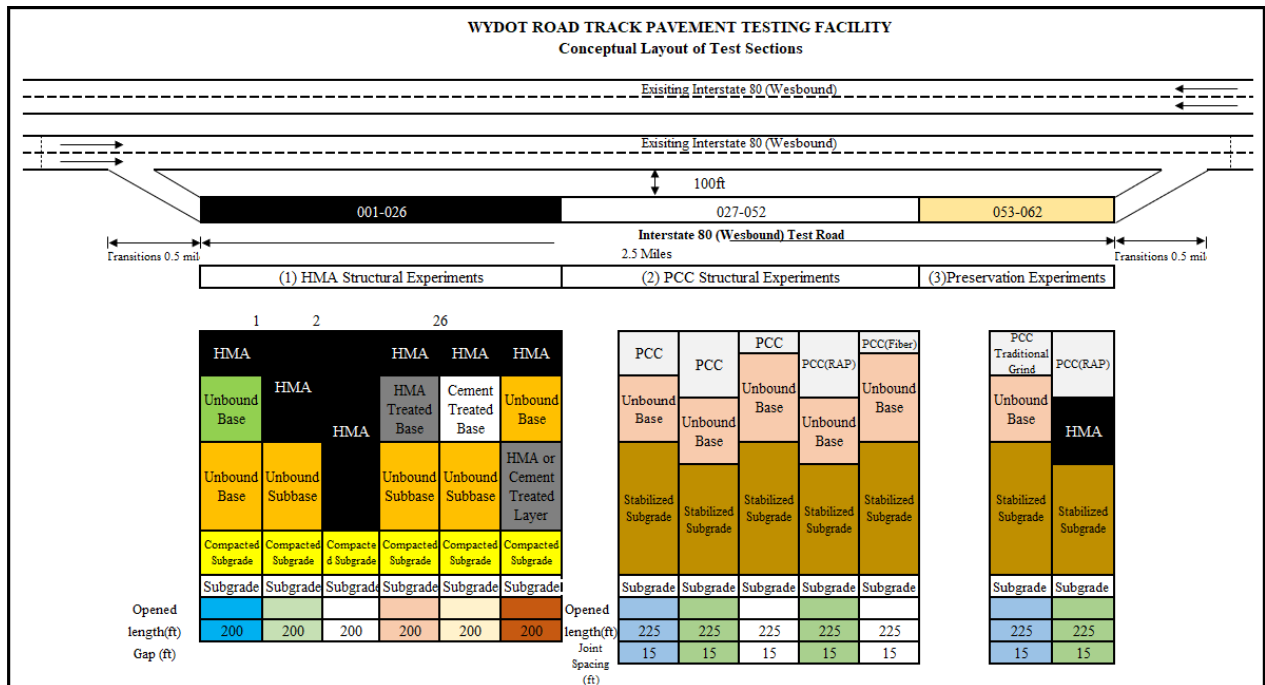 WYDOT ROAD TRACK PAVEMENT TESTING FACILITY
Conceptual Layout of Test Sections
Exisiting Interstate 80 (Wesbound)
Exisiting Interstate 80 (Wesbound)
100ft
001-026
027-052
053-062
Interstate 80 (Wesbound) Test Road
Transitions 0.5 mil
2.5 Miles
Transitions 0.5 mil
(1) HMA Structural Experiments
(2) PCC Structural Experiments
(3)Preservation Experiments
1
2
26
HMA
Unbound
Base
Unbound
Base
Compacted
Subgrade
Subgrade
HMA
Unbound
Subbase
Compacted
Subgrade
Subgrade
HMA
Compacte
d Subgrade
Subgrade
HMA
HMA
Treated
Base
Unbound
Subbase
Compacted
Subgrade
Subgrade
HMA
Cement
Treated
Base
Unbound
Subbase
Compacted
Subgrade
Subgrade
HMA
Unbound
Base
HMA or
Cement
Treated
Layer
Compacted
Subgrade
Subgrade
PCC
Unbound
Base
Stabilized
Subgrade
Subgrade
PCC
Unbound
Base
Stabilized
Subgrade
Subgrade
PCC
Unbound
Base
Stabilized
Subgrade
Subgrade
PCC(RAP)
Unbound
Base
Stabilized
Subgrade
Subgrade
PCC(Fiber)
Unbound
Base
Stabilized
Subgrade
Subgrade
PCC
Traditional
Grind
Unbound
Base
Stabilized
Subgrade
Subgrade
PCC(RAP)
HMA
Stabilized
Subgrade
Subgrade
Opened
length(ft) 200 200 200 200 200 200
Gap (ft)
Opened
length(ft) 225 225 225 225 225
Joint
Spacing
(ft)
15 15 15 15 15
225 225
15 15